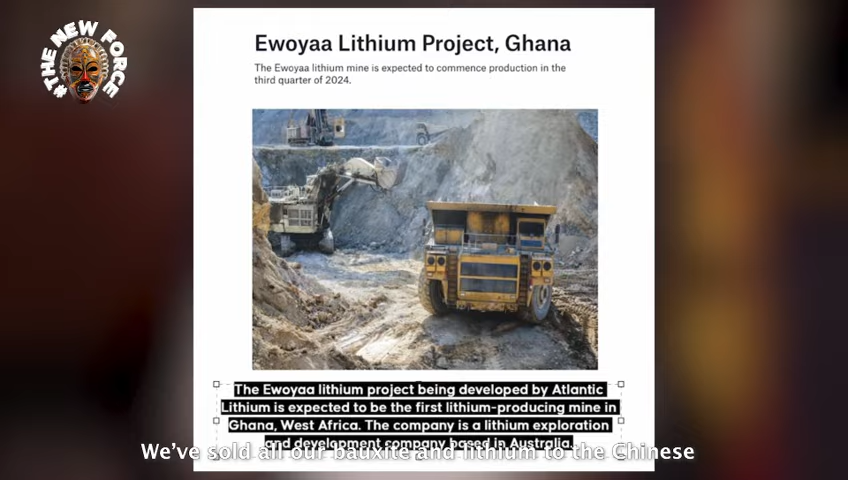 #THE NEW FORCE
Ewoyaa Lithium Project, Ghana
The Ewoyaa lithium mine is expected to commence production in the
third quarter of 2024.
The Ewoyaa lithium project being developed by Atlantic
Lithium is expected to be the first lithium-producing mine in
Ghana, West Africa. The company is a lithium exploration
and development company based in Australia.
We've sold all our bauxite and lithium to the Chinese